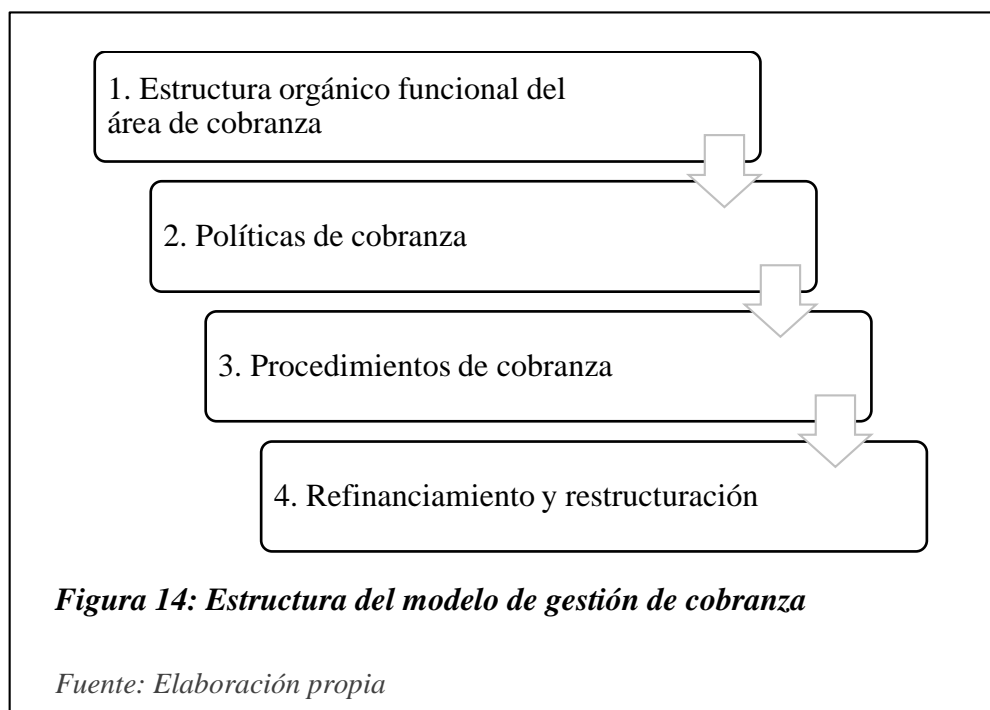 1. Estructura orgánico funcional del
área de cobranza
2. Políticas de cobranza
3. Procedimientos de cobranza
4. Refinanciamiento y restructuración
Figura 14: Estructura del modelo de gestión de cobranza
Fuente: Elaboración propia